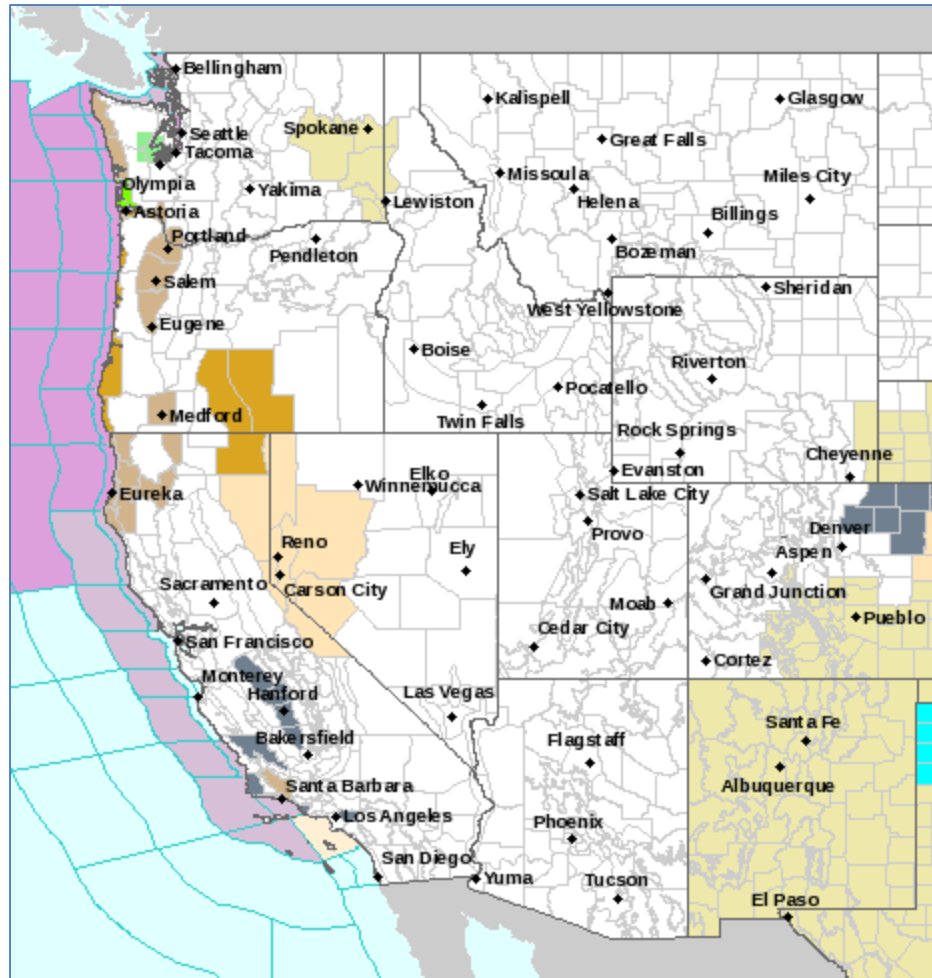 Bellingham
Kalispell
Glasgow
Seattle
Spokane
Great Falls
Tacoma
Missoula
Miles City
Olympia
Yakima
Helena
Lewiston
Astoria
Billings
Portland
Pendleton
Bozeman
Salem
Sheridan
West Yellowstone
Eugene
Boise
Riverton
Pocatello
Medford
Twin Falls
Rock Springs
Cheyenne
Evanston
Elko
Winnemucca
Eureka
Salt Lake City
Denver
Provo
Reno
Ely
Aspen
Sacramento
Carson City
Grand Junction
Moab
Pueblo
Cedar City
San Francisco
Cortez
Monterey
Hanford
Las Vegas
Santa Fe
Bakersfield
Flagstaff
Albuquerque
Santa Barbara
Los Angeles
Phoenix
San Diego
Yuma
Tucson
El Paso